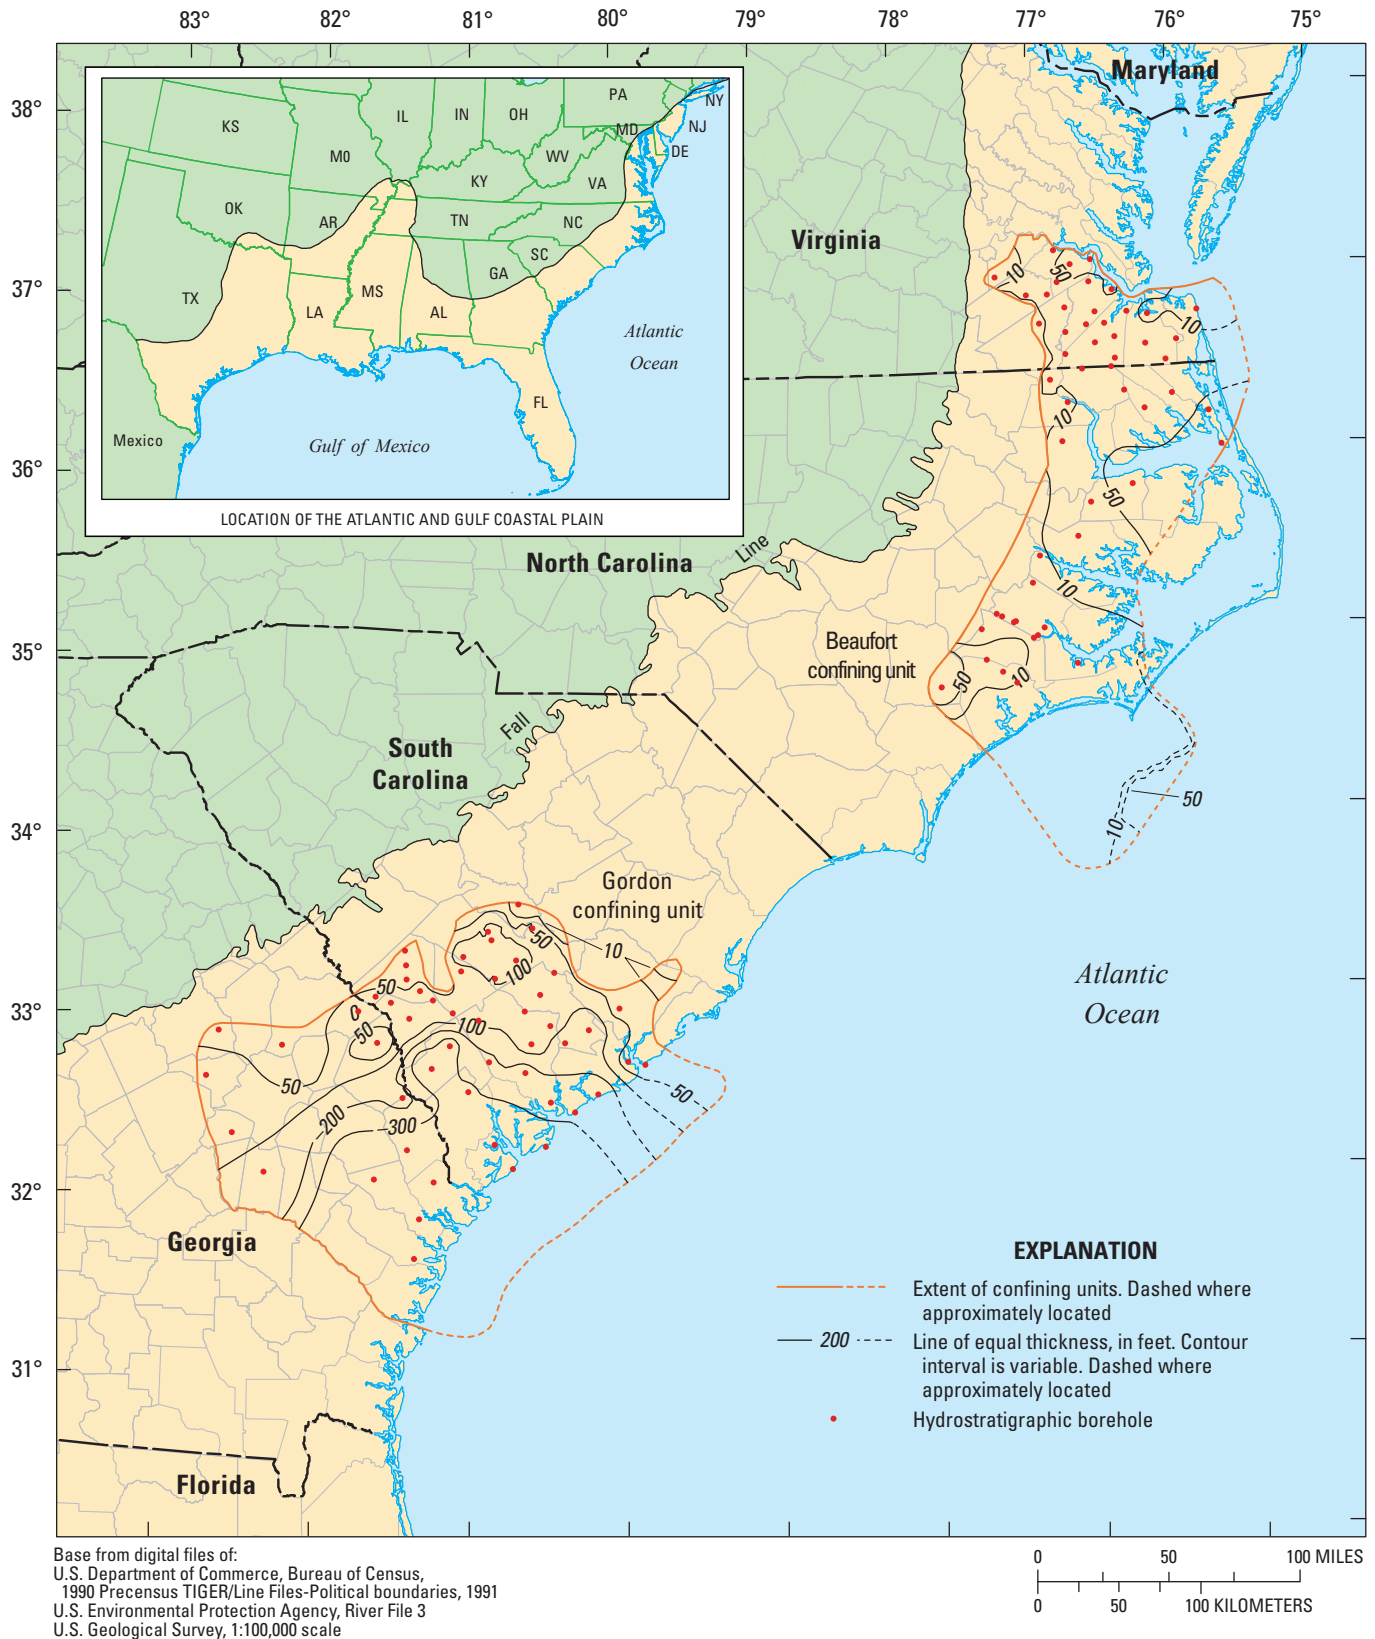 83°
82°
81°
80°
79°
78°
77°
76°
75°
38°
37°
36°
35°
34°
33°
32°
31°
KS
MO
IL
IN
OH
PA
NY
NJ
MD
DE
WV
VA
KY
OK
AR
TN
NC
SC
GA
TX
LA
MS
AL
FL
Mexico
Gulf of Mexico
Atlantic
Ocean
LOCATION OF THE ATLANTIC AND GULF COASTAL PLAIN
Maryland
Virginia
North Carolina
South
Carolina
Georgia
Florida
Fall
Line
Beaufort
confining unit
Gordon
confining unit
Atlantic
Ocean
10
50
10
10
50
10
50
10
50
10
50
10
100
50
0
50
100
50
200
300
50
EXPLANATION
Extent of confining units. Dashed where
approximately located
200
Line of equal thickness, in feet. Contour
interval is variable. Dashed where
approximately located
Hydrostratigraphic borehole
Base from digital files of:
U.S. Department of Commerce, Bureau of Census,
1990 Precensus TIGER/Line Files-Political boundaries, 1991
U.S. Environmental Protection Agency, River File 3
U.S. Geological Survey, 1:100,000 scale
0 50 100 MILES
0 50 100 KILOMETERS